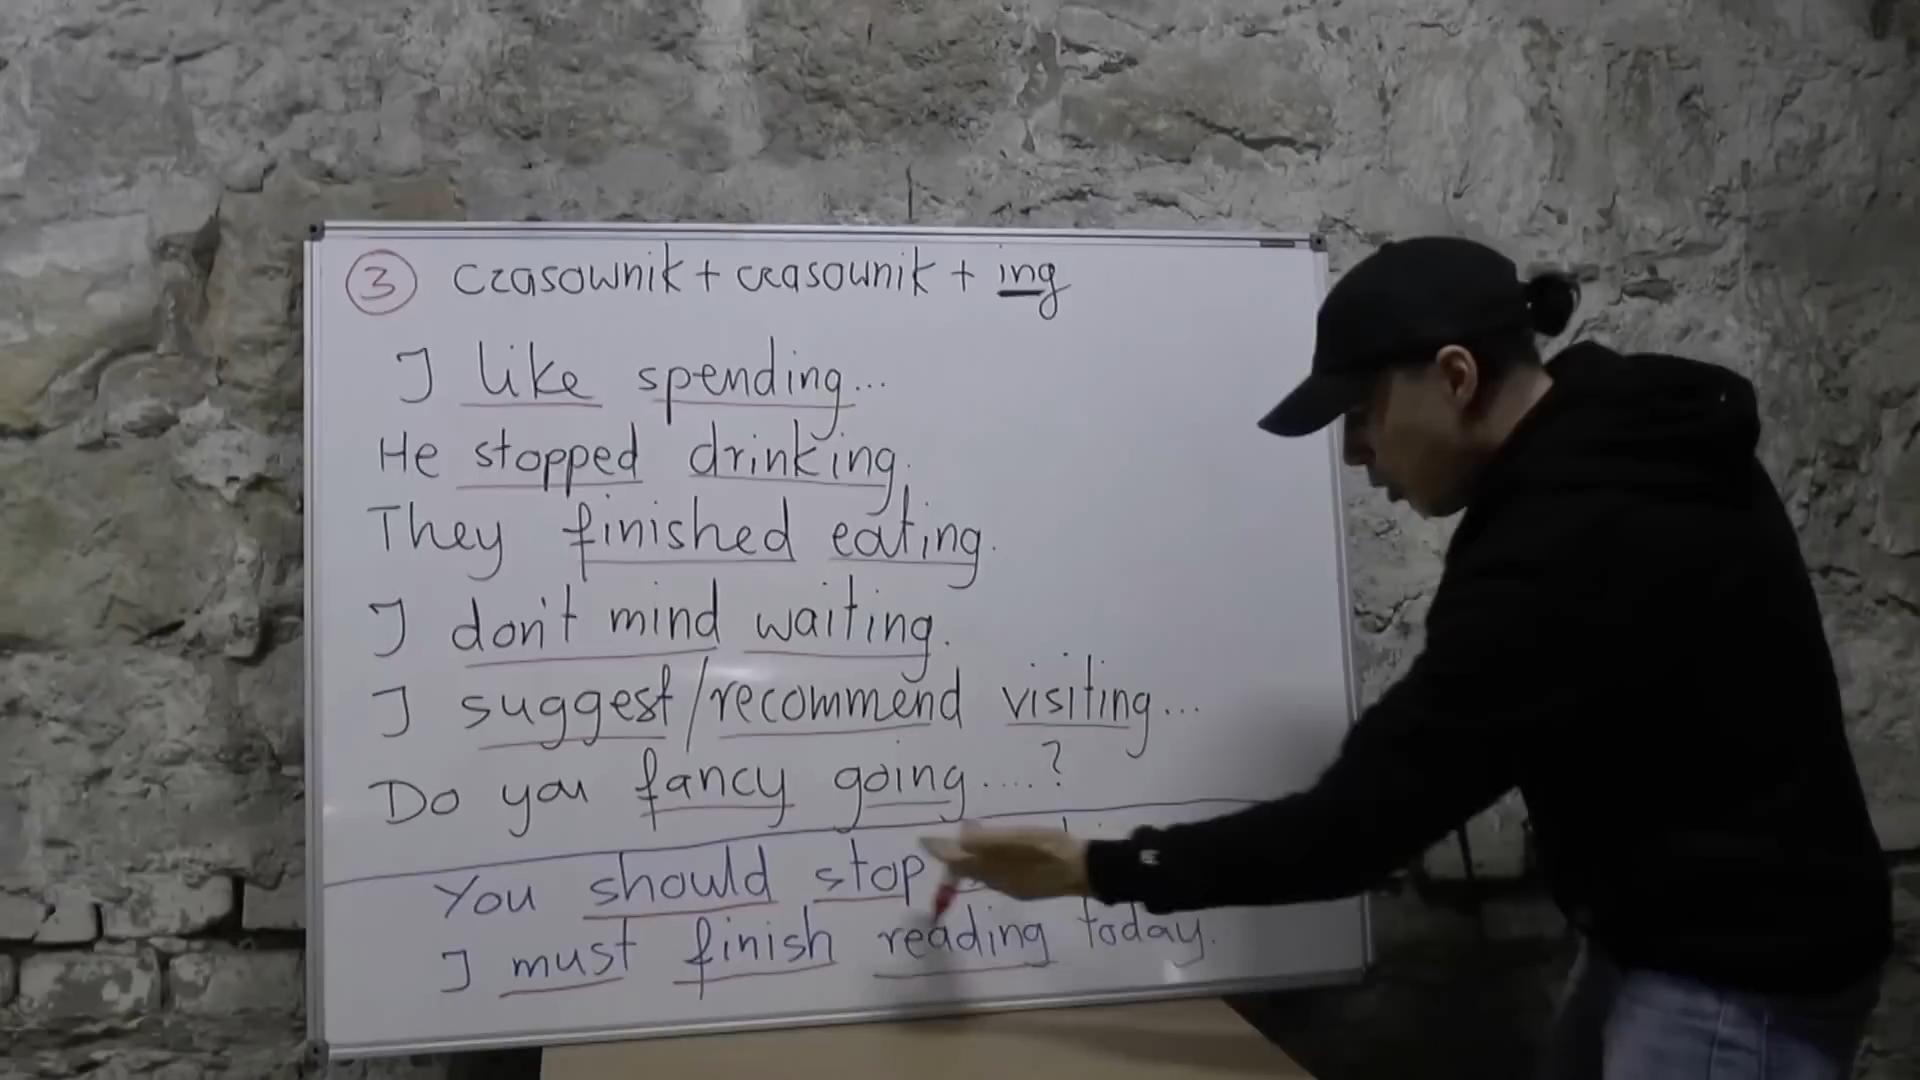 3 czasownik + czasownik + ing
I like spending...
He stopped drinking.
They finished eating.
I don't mind waiting.
I suggest/recommend visiting...
Do you fancy going....?
You should stop
I must finish reading today.